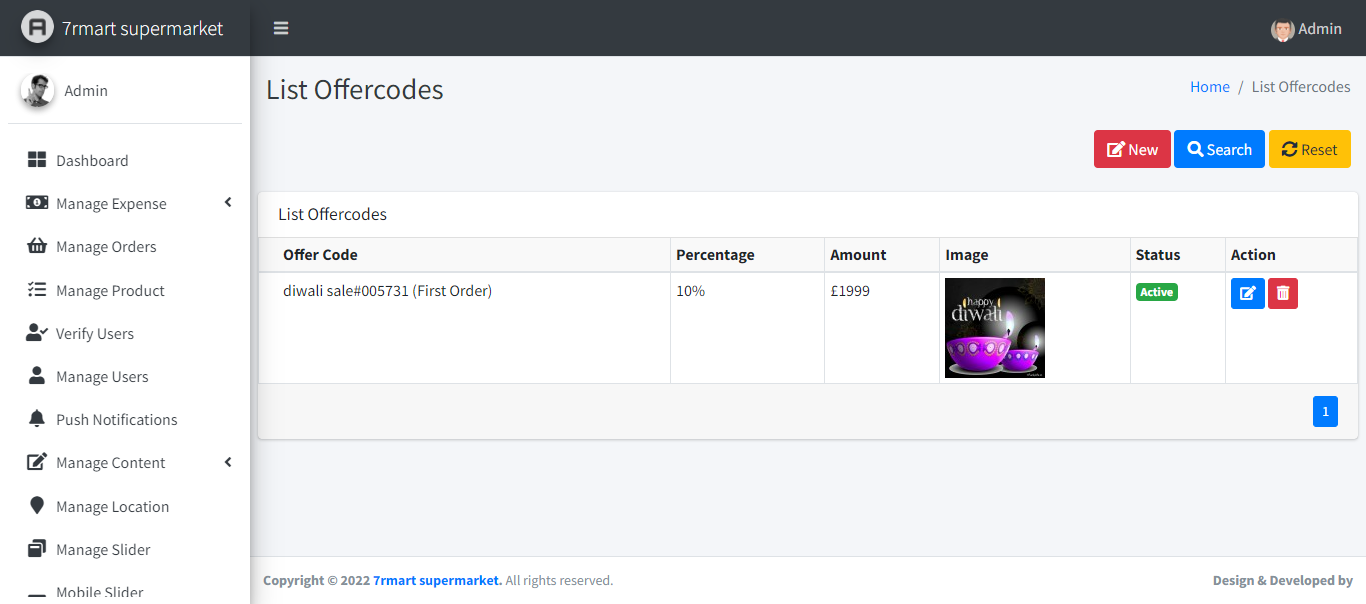 7rmart supermarket
Admin
Admin
List Offercodes
Home / List Offercodes
New Search Reset
Dashboard
Manage Expense
Manage Orders
Manage Product
Verify Users
Manage Users
Push Notifications
Manage Content
Manage Location
Manage Slider
Mobile Slider
List Offercodes
Offer Code Percentage Amount Image Status Action
diwali sale#005731 (First Order) 10% £1999 Active
happy
diwali
1
Copyright © 2022 7rmart supermarket. All rights reserved.
Design & Developed by